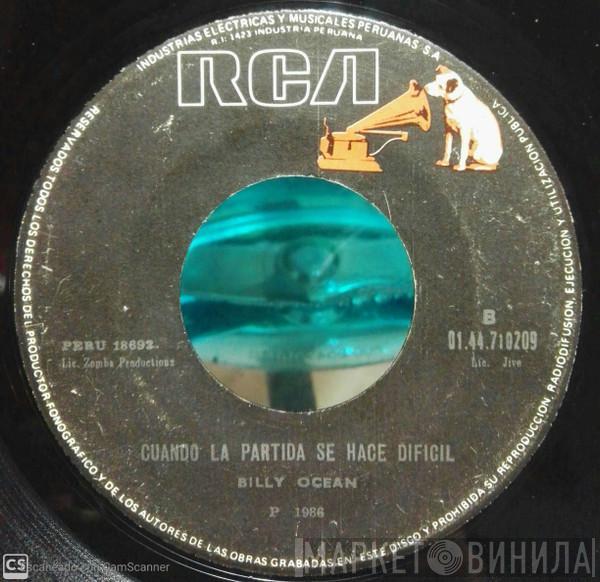 INDUSTRIAS ELECTRICAS Y MUSICALES PERUANAS S.A.
R.I. 1423 INDUSTRIA PERUANA
RCA
RESERVADOS TODOS LOS DERECHOS DEL PRODUCTOR FONOGRAFICO Y DE LOS AUTORES DE LAS OBRAS GRABADAS EN ESTE DISCO Y PROHIBIDA SU REPRODUCCION, RADIODIFUSION, EJECUCION Y UTILIZACION PUBLICA
PERU 18692
Lic. Zomba Productions
B
01.44.710209
Lic. Jive
CUANDO LA PARTIDA SE HACE DIFICIL
BILLY OCEAN
P 1986
CS
Escaneado con CamScanner
МАРКЕТ ВИНИЛА